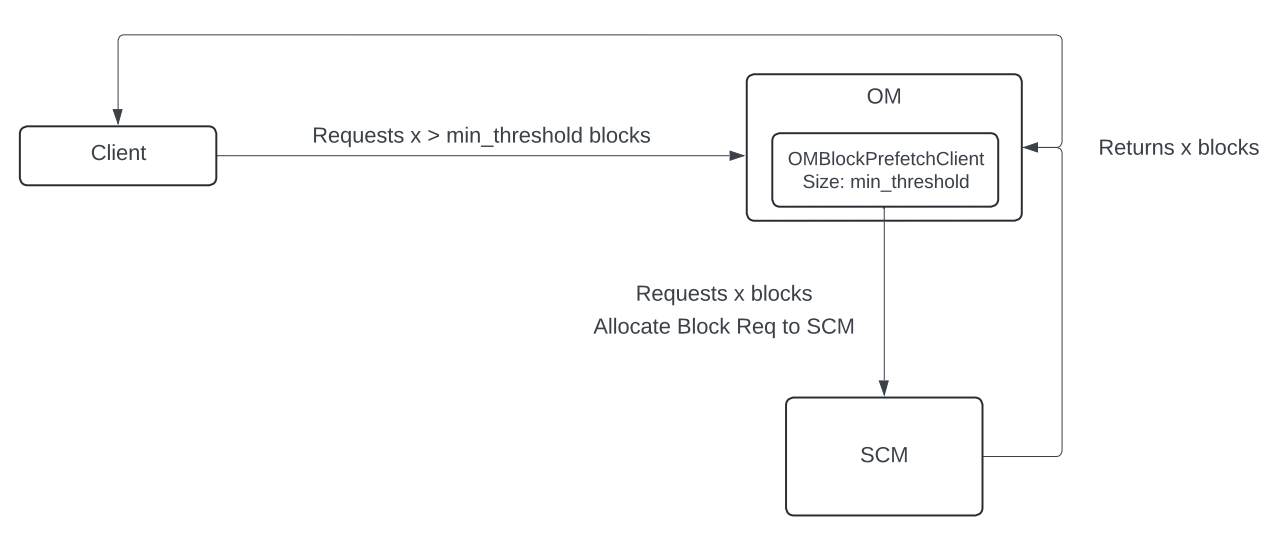 OM
Client
Requests x > min_threshold blocks
OMBlockPrefetchClient
Size: min_threshold
Returns x blocks
Requests x blocks
Allocate Block Req to SCM
SCM